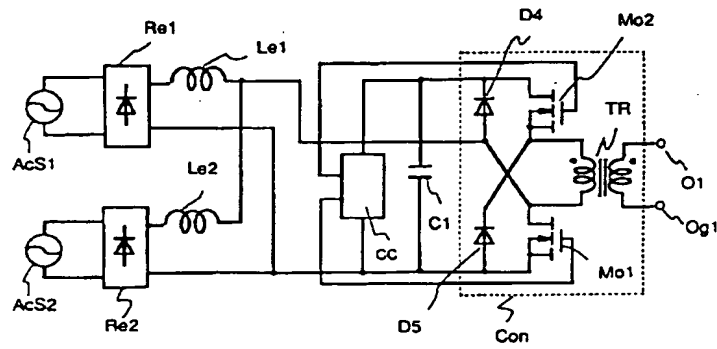 D4
Re1
Mo2
Le1
TR
AcS1
Le2
O1
C1
CC
Og1
Mo1
AcS2
Re2
D5
Con